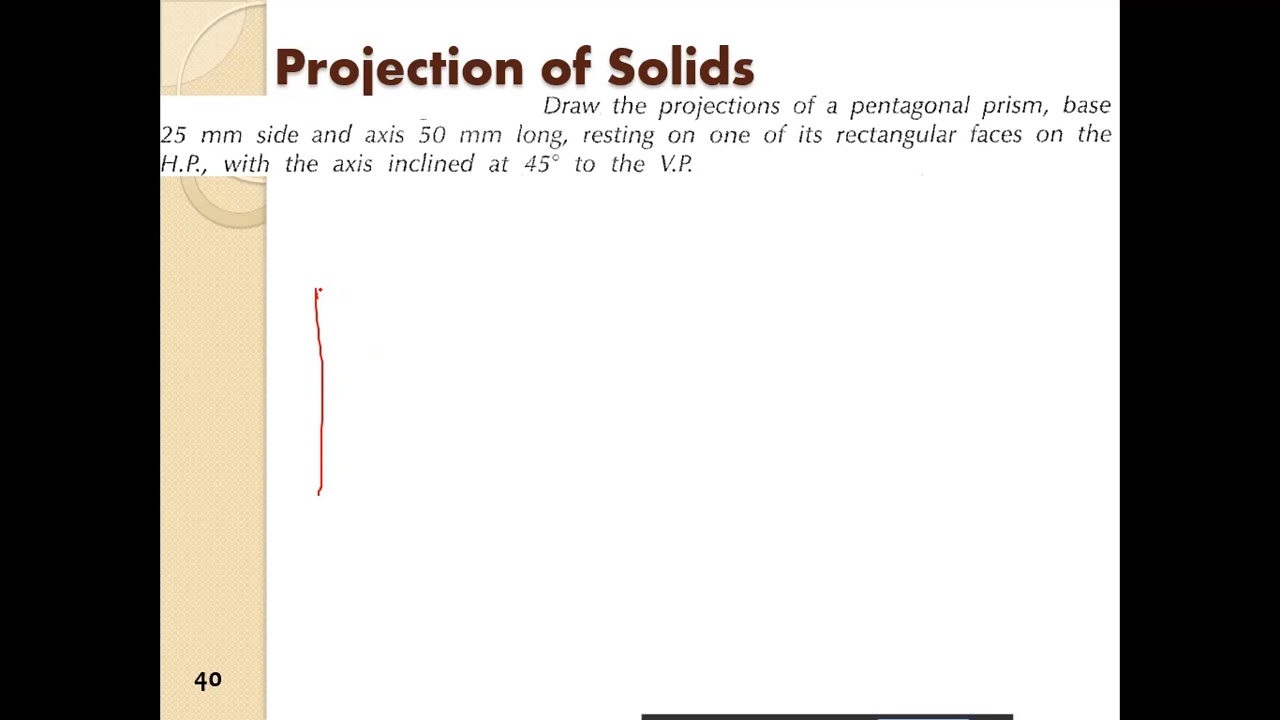 Projection of Solids
Draw the projections of a pentagonal prism, base
25 mm side and axis 50 mm long, resting on one of its rectangular faces on the
H.P., with the axis inclined at 45° to the V.P.
40